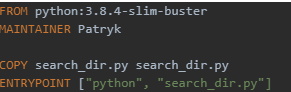 FROM python:3.8.4-slim-buster
MAINTAINER Patryk
COPY search_dir.py search_dir.py
ENTRYPOINT ["python", "search_dir.py"]